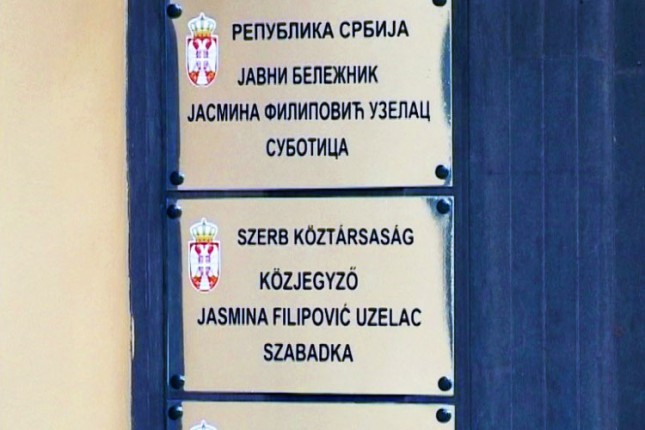 РЕПУБЛИКА СРБИЈА
ЈАВНИ БЕЛЕЖНИК
ЈАСМИНА ФИЛИПОВИЋ УЗЕЛАЦ
СУБОТИЦА
SZERB KÖZTÁRSASÁG
KÖZJEGYZŐ
JASMINA FILIPOVIĆ UZELAC
SZABADKA